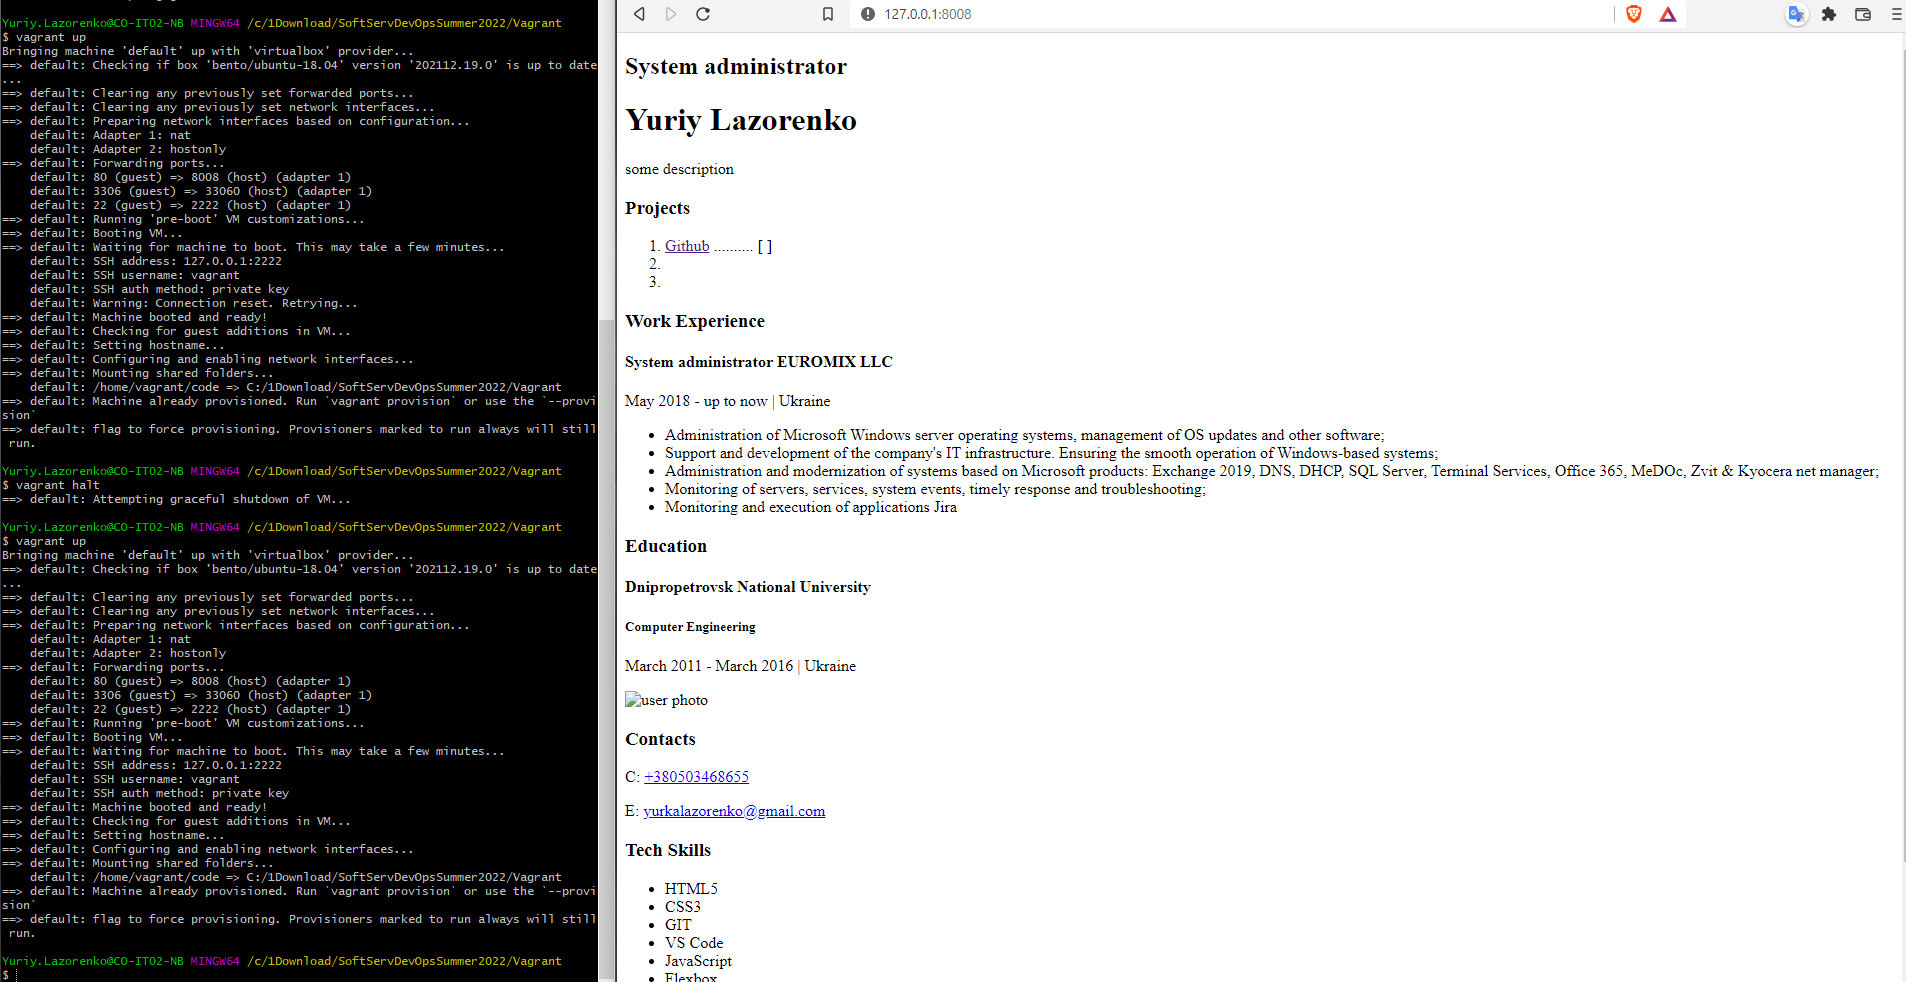 Yuriy.Lazorenko@CO-IT02-NB MINGW64 /c/1Download/SoftServDevOpsSummer2022/Vagrant
$ vagrant up
Bringing machine 'default' up with 'virtualbox' provider...
==> default: Checking if box 'bento/ubuntu-18.04' version '202112.19.0' is up to date
...
==> default: Clearing any previously set forwarded ports...
==> default: Clearing any previously set network interfaces...
==> default: Preparing network interfaces based on configuration...
default: Adapter 1: nat
default: Adapter 2: hostonly
==> default: Forwarding ports...
default: 80 (guest) => 8008 (host) (adapter 1)
default: 3306 (guest) => 33060 (host) (adapter 1)
default: 22 (guest) => 2222 (host) (adapter 1)
==> default: Running 'pre-boot' VM customizations...
==> default: Booting VM...
==> default: Waiting for machine to boot. This may take a few minutes...
default: SSH address: 127.0.0.1:2222
default: SSH username: vagrant
default: SSH auth method: private key
default: Warning: Connection reset. Retrying...
==> default: Machine booted and ready!
==> default: Checking for guest additions in VM...
==> default: Setting hostname...
==> default: Configuring and enabling network interfaces...
==> default: Mounting shared folders...
default: /home/vagrant/code => C:/1Download/SoftServDevOpsSummer2022/Vagrant
==> default: Machine already provisioned. Run `vagrant provision` or use the `--provi
sion`
==> default: flag to force provisioning. Provisioners marked to run always will still
run.
Yuriy.Lazorenko@CO-IT02-NB MINGW64 /c/1Download/SoftServDevOpsSummer2022/Vagrant
$ vagrant halt
==> default: Attempting graceful shutdown of VM...
Yuriy.Lazorenko@CO-IT02-NB MINGW64 /c/1Download/SoftServDevOpsSummer2022/Vagrant
$ vagrant up
Bringing machine 'default' up with 'virtualbox' provider...
==> default: Checking if box 'bento/ubuntu-18.04' version '202112.19.0' is up to date
...
==> default: Clearing any previously set forwarded ports...
==> default: Clearing any previously set network interfaces...
==> default: Preparing network interfaces based on configuration...
default: Adapter 1: nat
default: Adapter 2: hostonly
==> default: Forwarding ports...
default: 80 (guest) => 8008 (host) (adapter 1)
default: 3306 (guest) => 33060 (host) (adapter 1)
default: 22 (guest) => 2222 (host) (adapter 1)
==> default: Running 'pre-boot' VM customizations...
==> default: Booting VM...
==> default: Waiting for machine to boot. This may take a few minutes...
default: SSH address: 127.0.0.1:2222
default: SSH username: vagrant
default: SSH auth method: private key
==> default: Machine booted and ready!
==> default: Checking for guest additions in VM...
==> default: Setting hostname...
==> default: Configuring and enabling network interfaces...
==> default: Mounting shared folders...
default: /home/vagrant/code => C:/1Download/SoftServDevOpsSummer2022/Vagrant
==> default: Machine already provisioned. Run `vagrant provision` or use the `--provi
sion`
==> default: flag to force provisioning. Provisioners marked to run always will still
run.
Yuriy.Lazorenko@CO-IT02-NB MINGW64 /c/1Download/SoftServDevOpsSummer2022/Vagrant
$
127.0.0.1:8008
System administrator
Yuriy Lazorenko
some description
Projects
1. Github .......... [ ]
2.
3.
Work Experience
System administrator EUROMIX LLC
May 2018 - up to now | Ukraine
• Administration of Microsoft Windows server operating systems, management of OS updates and other software;
• Support and development of the company's IT infrastructure. Ensuring the smooth operation of Windows-based systems;
• Administration and modernization of systems based on Microsoft products: Exchange 2019, DNS, DHCP, SQL Server, Terminal Services, Office 365, MeDOc, Zvit & Kyocera net manager;
• Monitoring of servers, services, system events, timely response and troubleshooting;
• Monitoring and execution of applications Jira
Education
Dnipropetrovsk National University
Computer Engineering
March 2011 - March 2016 | Ukraine
user photo
Contacts
C: +380503468655
E: yurkalazorenko@gmail.com
Tech Skills
• HTML5
• CSS3
• GIT
• VS Code
• JavaScript
• Flexbox